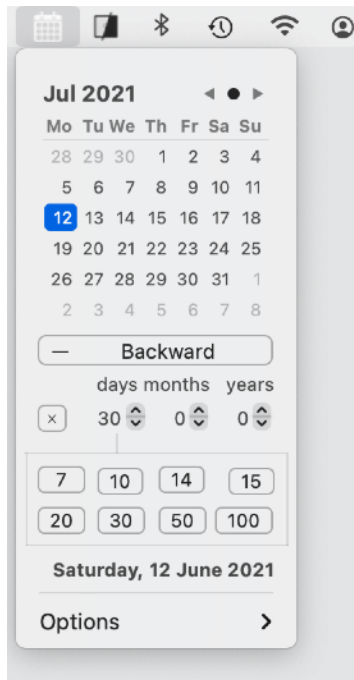 Jul 2021
Mo Tu We Th Fr Sa Su
28 29 30 1 2 3 4
5 6 7 8 9 10 11
12 13 14 15 16 17 18
19 20 21 22 23 24 25
26 27 28 29 30 31 1
2 3 4 5 6 7 8
— Backward
days months years
× 30 0 0
7 10 14 15
20 30 50 100
Saturday, 12 June 2021
Options